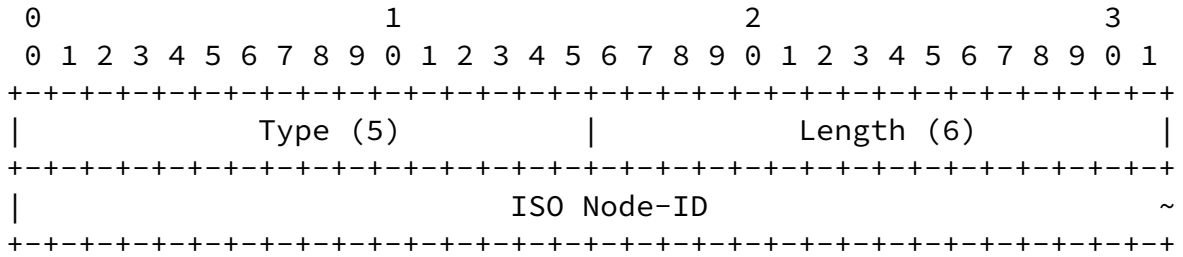 0                   1                   2                   3
 0 1 2 3 4 5 6 7 8 9 0 1 2 3 4 5 6 7 8 9 0 1 2 3 4 5 6 7 8 9 0 1
+-+-+-+-+-+-+-+-+-+-+-+-+-+-+-+-+-+-+-+-+-+-+-+-+-+-+-+-+-+-+-+-+
|             Type (5)          |           Length (6)          |
+-+-+-+-+-+-+-+-+-+-+-+-+-+-+-+-+-+-+-+-+-+-+-+-+-+-+-+-+-+-+-+-+
|                           ISO Node-ID                         ~
+-+-+-+-+-+-+-+-+-+-+-+-+-+-+-+-+-+-+-+-+-+-+-+-+-+-+-+-+-+-+-+-+